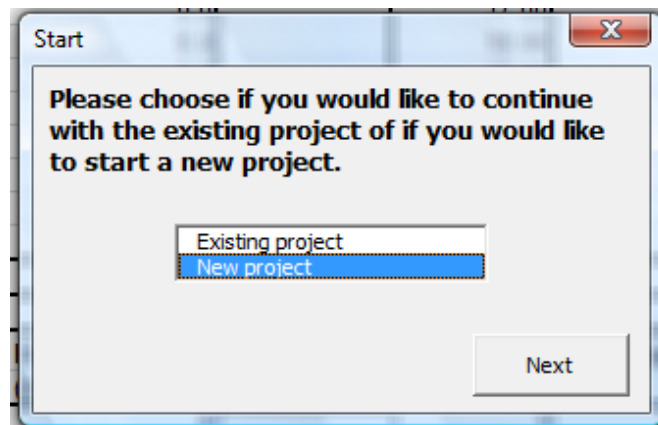 Start
Please choose if you would like to continue
with the existing project of if you would like
to start a new project.
Existing project
New project
Next